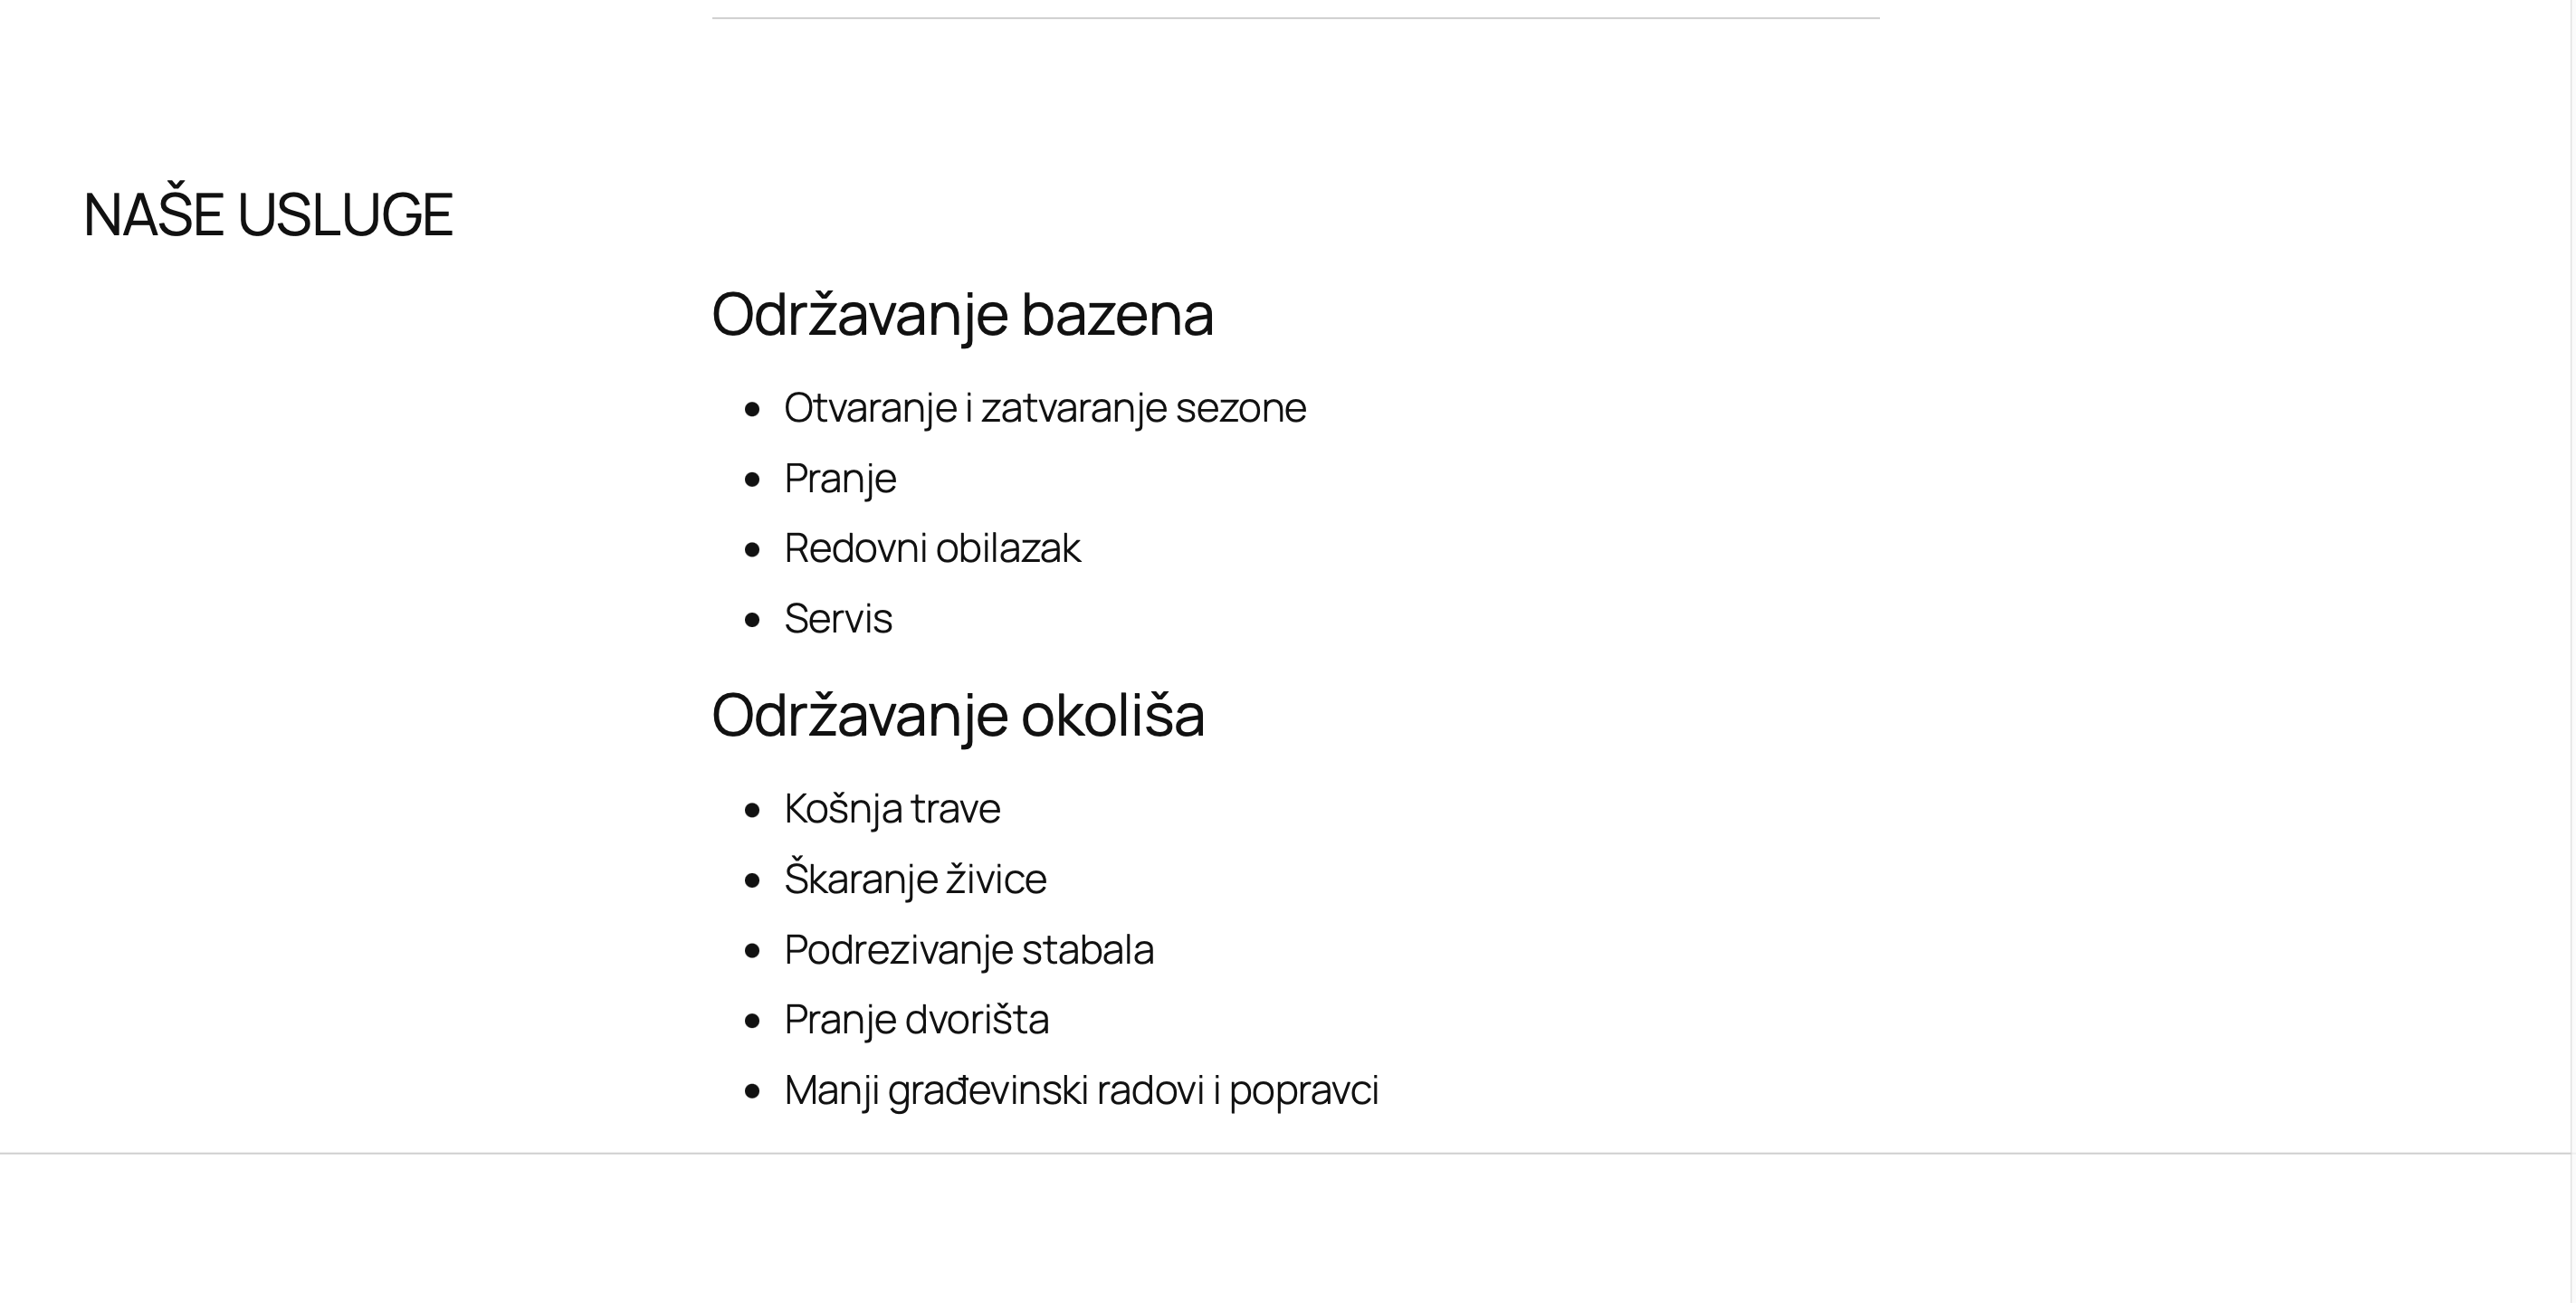 NAŠE USLUGE
Održavanje bazena
Otvaranje i zatvaranje sezone
Pranje
Redovni obilazak
Servis
Održavanje okoliša
Košnja trave
Škaranje živice
Podrezivanje stabala
Pranje dvorišta
Manji građevinski radovi i popravci